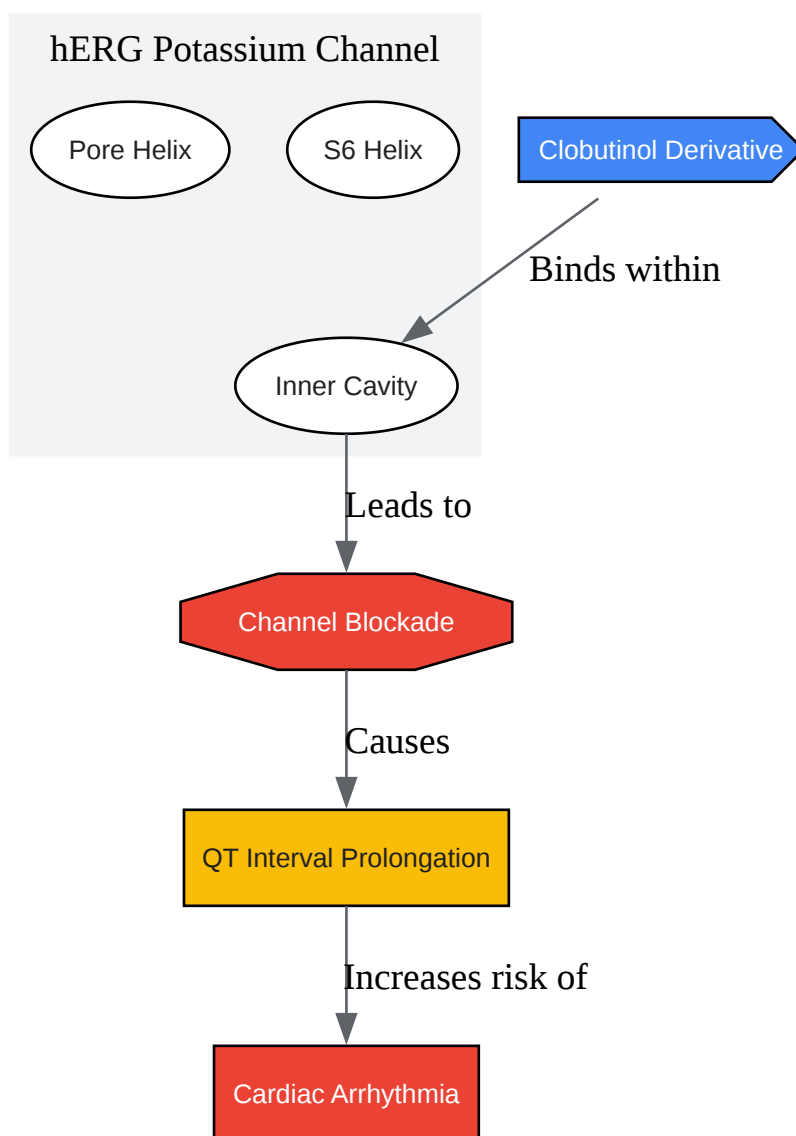 hERG Potassium Channel
Pore Helix
S6 Helix
Clobutinol Derivative
Binds within
Inner Cavity
Leads to
Channel Blockade
Causes
QT Interval Prolongation
Increases risk of
Cardiac Arrhythmia